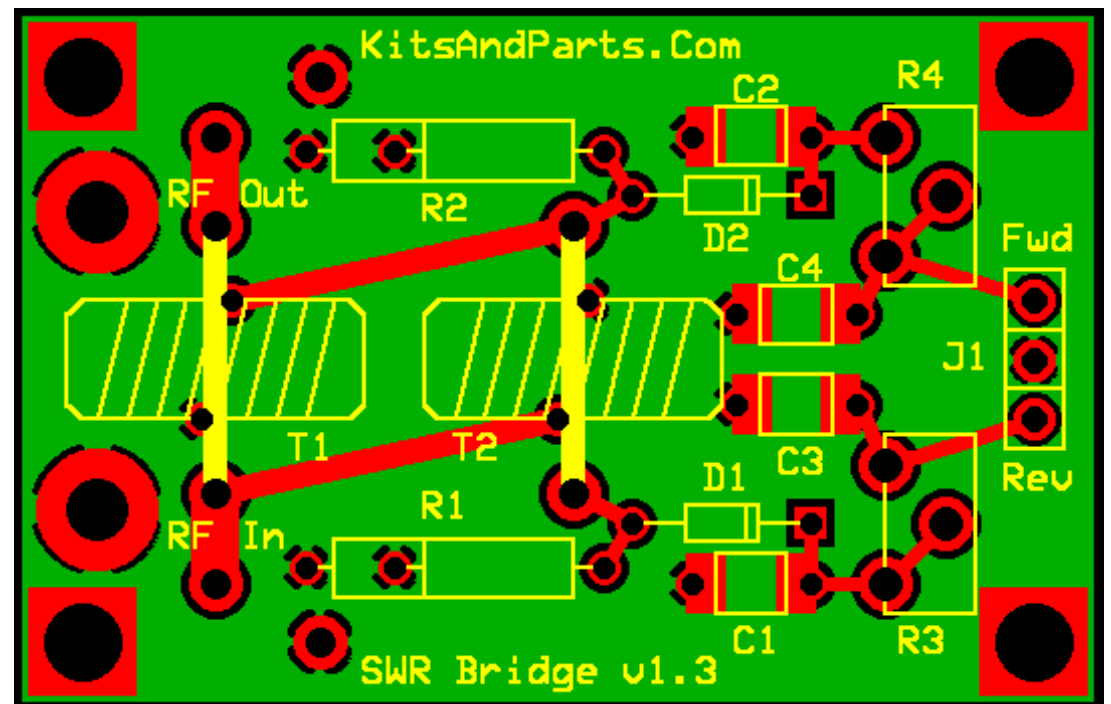 KitsAndParts.Com
C2
R4
RF Out
R2
D2
Fwd
C4
J1
T1
T2
C3
Rev
D1
R1
RF In
C1
R3
SWR Bridge v1.3